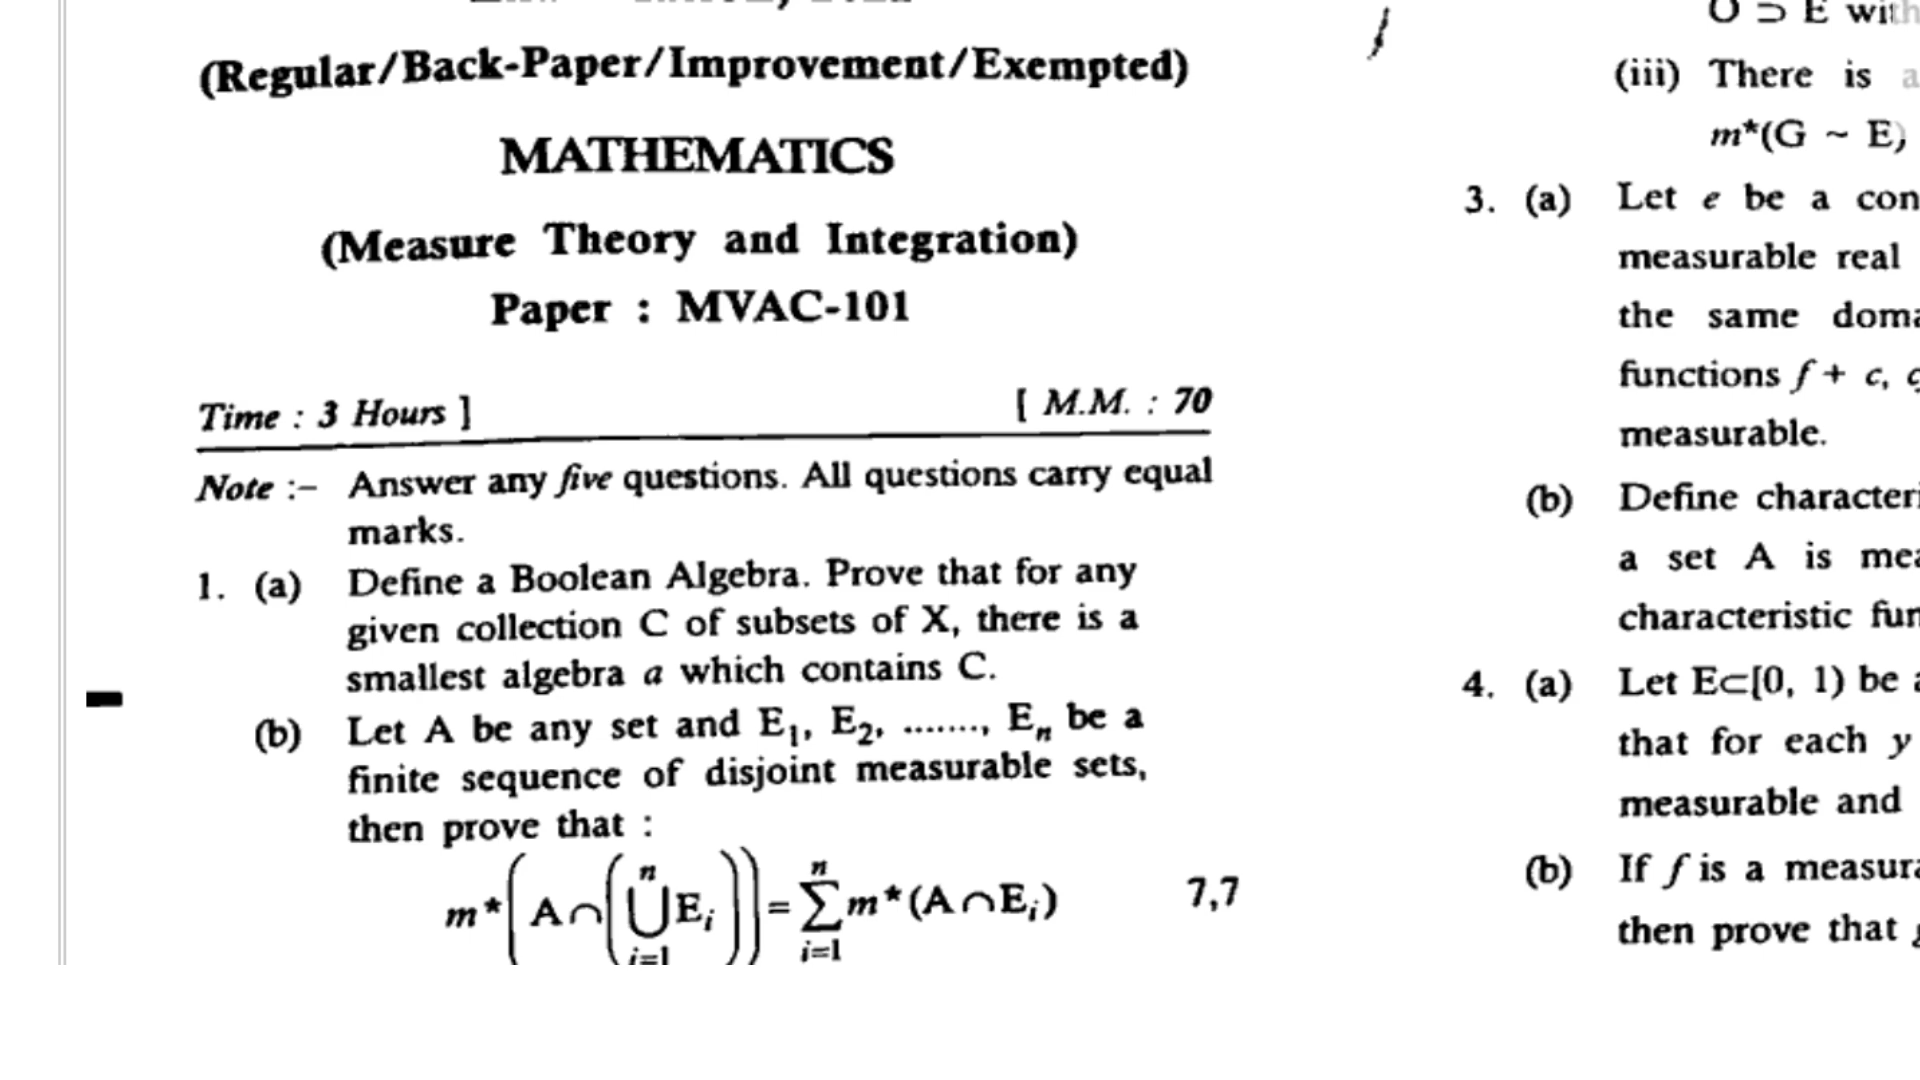 (Regular/Back-Paper/Improvement/Exempted)
MATHEMATICS
(Measure Theory and Integration)
Paper : MVAC-101
Time : 3 Hours ]
[ M.M. : 70
Note :– Answer any five questions. All questions carry equal
marks.
1. (a) Define a Boolean Algebra. Prove that for any
given collection C of subsets of X, there is a
smallest algebra a which contains C.
(b) Let A be any set and E₁, E₂, ......., Eₙ be a
finite sequence of disjoint measurable sets,
then prove that :
m*(A∩(⋃ⁿᵢ₌₁Eᵢ))=∑ⁿᵢ₌₁m*(A∩Eᵢ) 7,7
O ⊃ E with
(iii) There is a
m*(G ~ E)
3. (a) Let e be a con
measurable real
the same doma
functions f + c,
measurable.
(b) Define characteri
a set A is mea
characteristic fun
4. (a) Let E⊂[0, 1) be a
that for each y
measurable and
(b) If f is a measura
then prove that